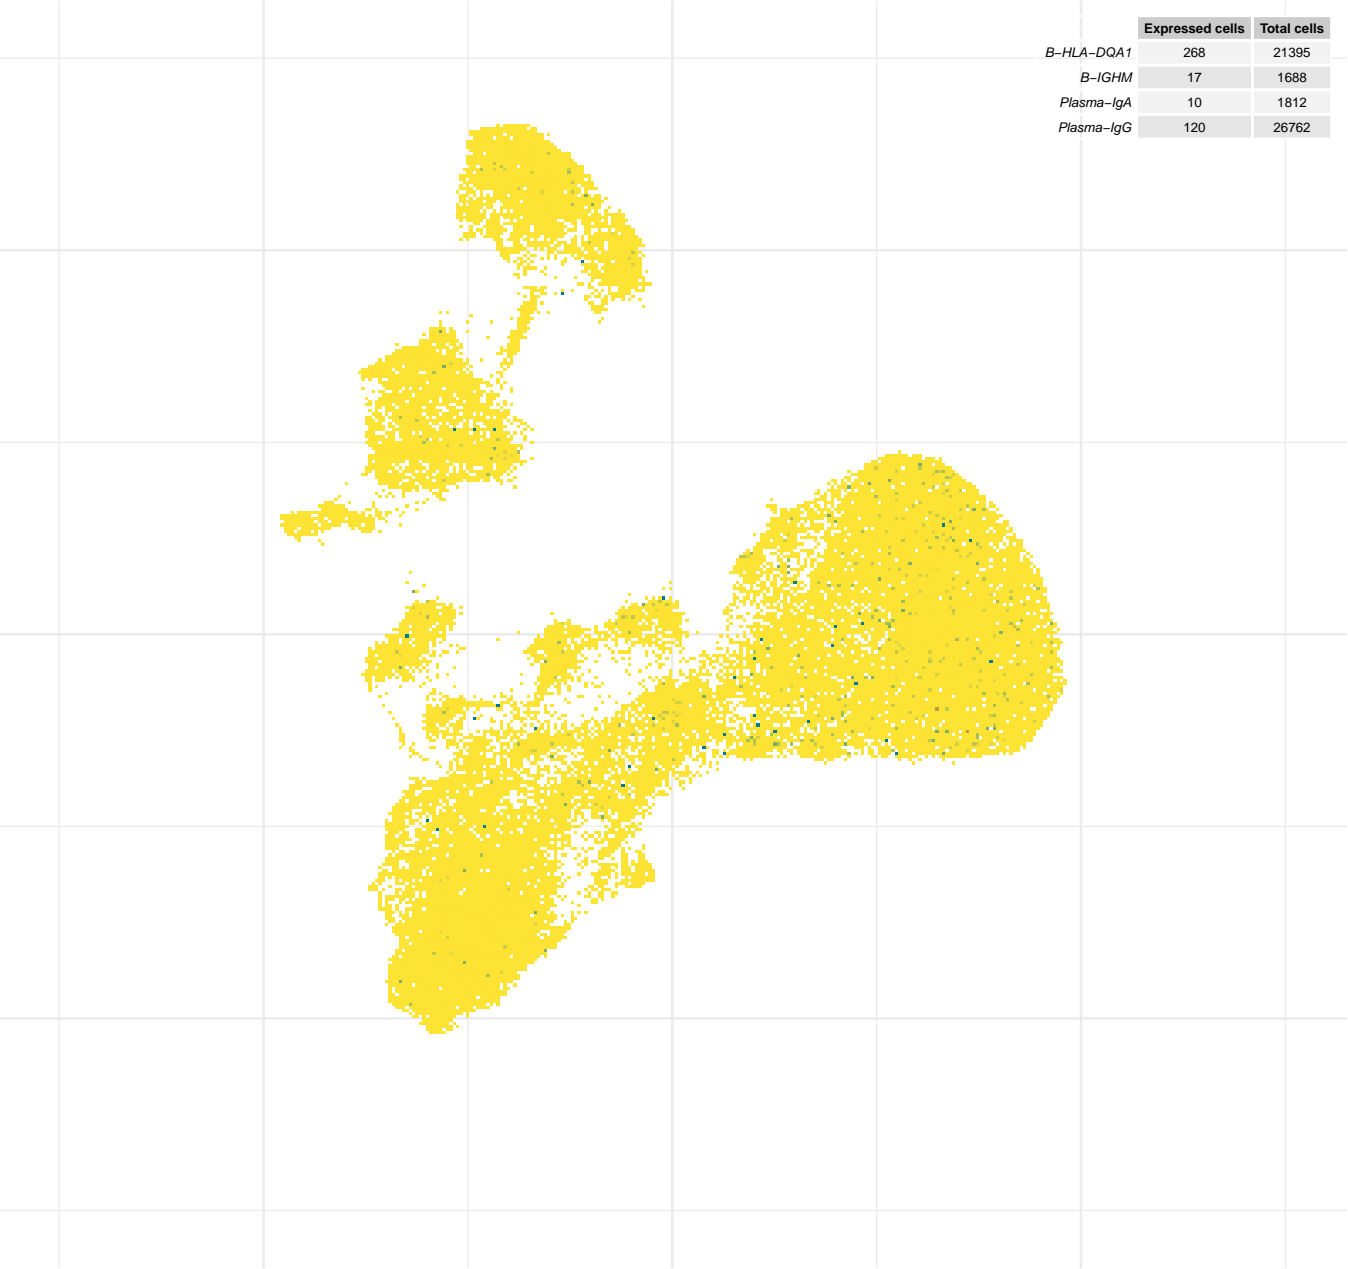 Expressed cells Total cells
B−HLA−DQA1 268 21395
B−IGHM 17 1688
Plasma−IgA 10 1812
Plasma−IgG 120 26762